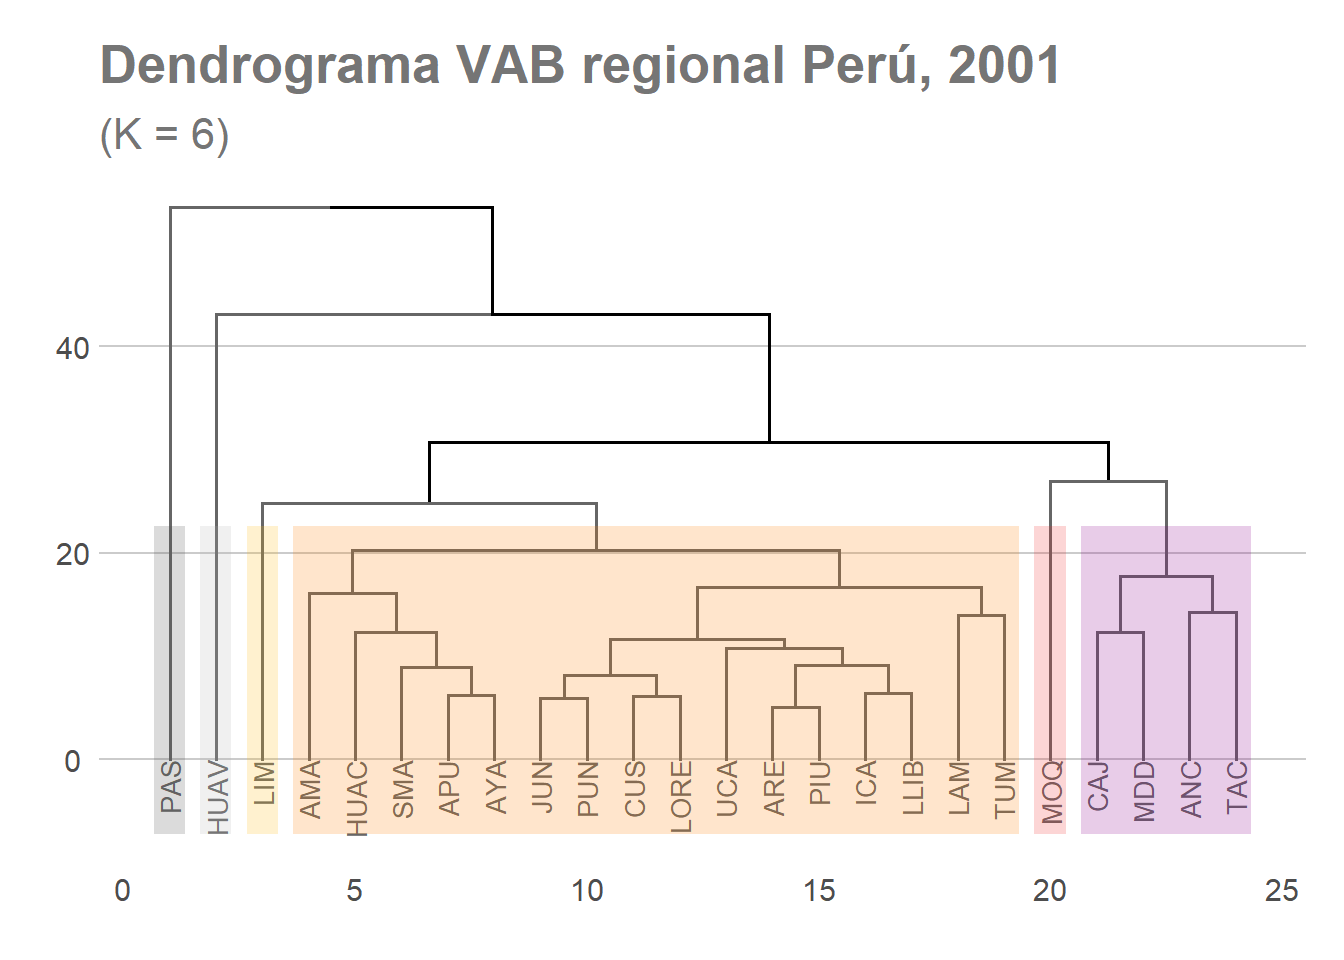 Dendrograma VAB regional Perú, 2001
(K = 6)
40
20
0
PAS
HUAV
LIM
AMA
HUAC
SMA
APU
AYA
JUN
PUN
CUS
LORE
UCA
ARE
PIU
ICA
LLIB
LAM
TUM
MOQ
CAJ
MDD
ANC
TAC
0 5 10 15 20 25